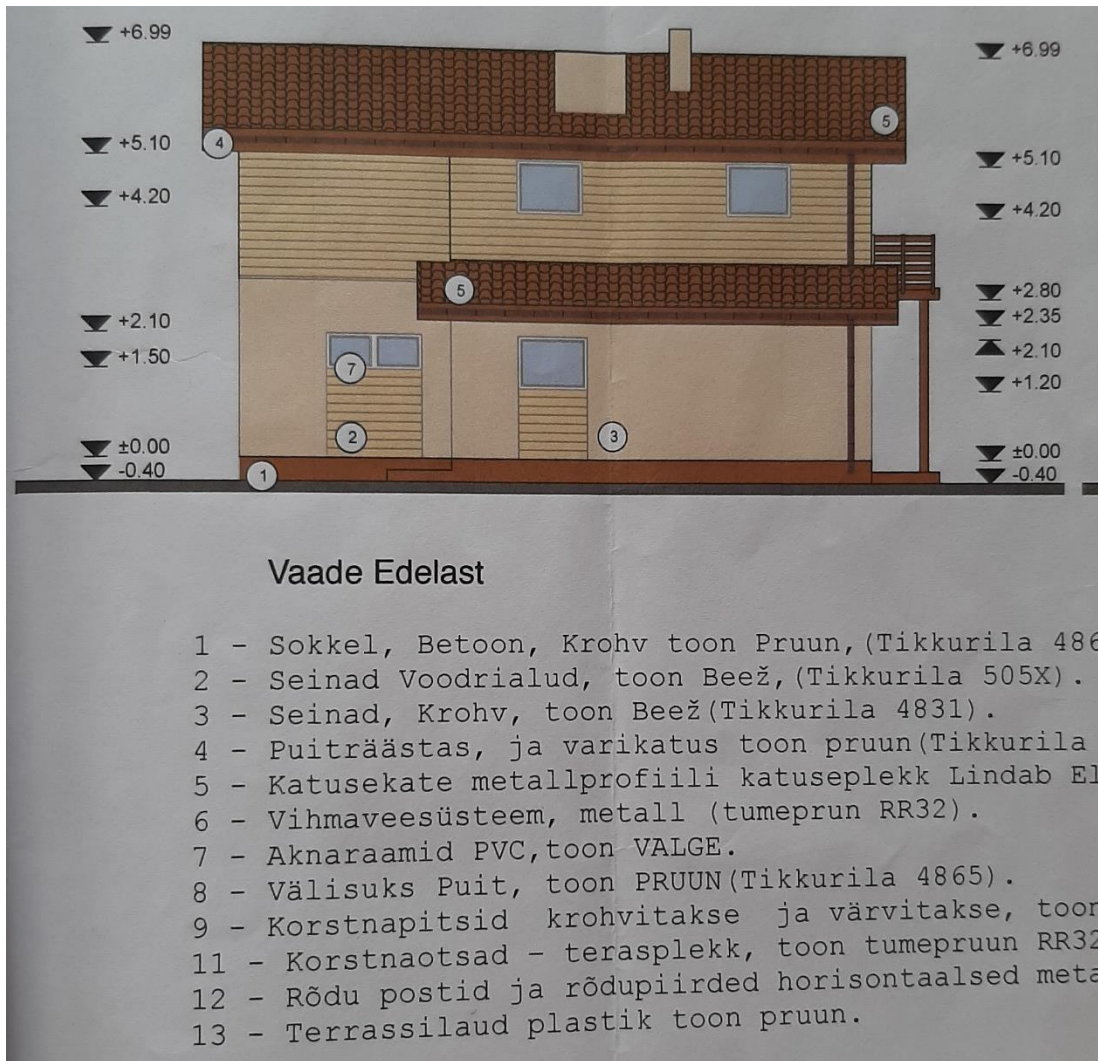 +6.99
+6.99
+5.10
4
5
+5.10
+4.20
+4.20
5
+2.80
+2.10
+2.35
+1.50
7
+2.10
+1.20
2
3
±0.00
±0.00
-0.40
1
-0.40
Vaade Edelast
1 - Sokkel, Betoon, Krohv toon Pruun,(Tikkurila 486
2 - Seinad Voodrialud, toon Beež,(Tikkurila 505X).
3 - Seinad, Krohv, toon Beež(Tikkurila 4831).
4 - Puiträästas, ja varikatus toon pruun(Tikkurila
5 - Katusekate metallprofiili katuseplekk Lindab El
6 - Vihmaveesüsteem, metall (tumeprun RR32).
7 - Aknaraamid PVC,toon VALGE.
8 - Välisuks Puit, toon PRUUN(Tikkurila 4865).
9 - Korstnapitsid krohvitakse ja värvitakse, toon
11 - Korstnaotsad - terasplekk, toon tumepruun RR32
12 - Rõdu postid ja rõdupiirded horisontaalsed meta
13 - Terrassilaud plastik toon pruun.